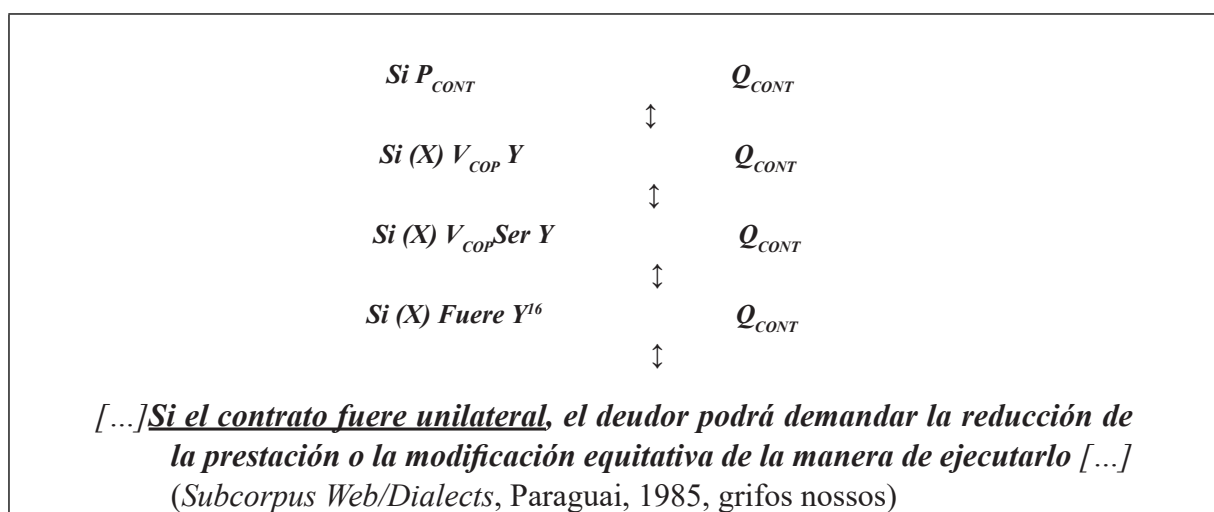 Si P_CONT Q_CONT
↕
Si (X) V_COP Y Q_CONT
↕
Si (X) V_COPSer Y Q_CONT
↕
Si (X) Fuere Y^16 Q_CONT
↕
[...]Si el contrato fuere unilateral, el deudor podrá demandar la reducción de
la prestación o la modificación equitativa de la manera de ejecutarlo [...]
(Subcorpus Web/Dialects, Paraguai, 1985, grifos nossos)